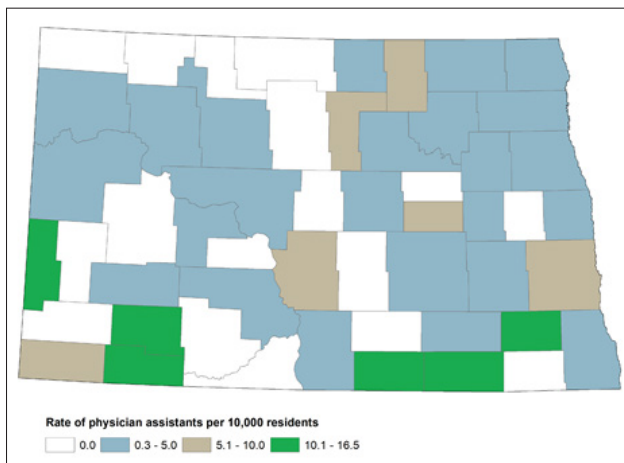 Rate of physician assistants per 10,000 residents
0.0 0.3 - 5.0 5.1 - 10.0 10.1 - 16.5